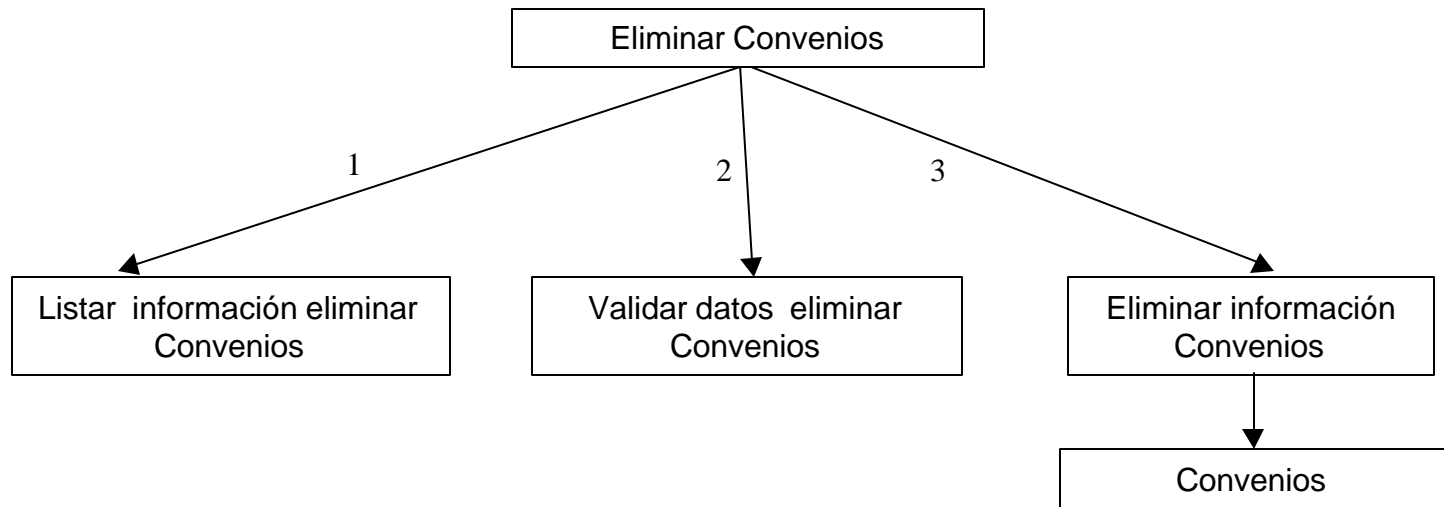 Eliminar Convenios
1
2
3
Listar información eliminar
Convenios
Validar datos eliminar
Convenios
Eliminar información
Convenios
Convenios